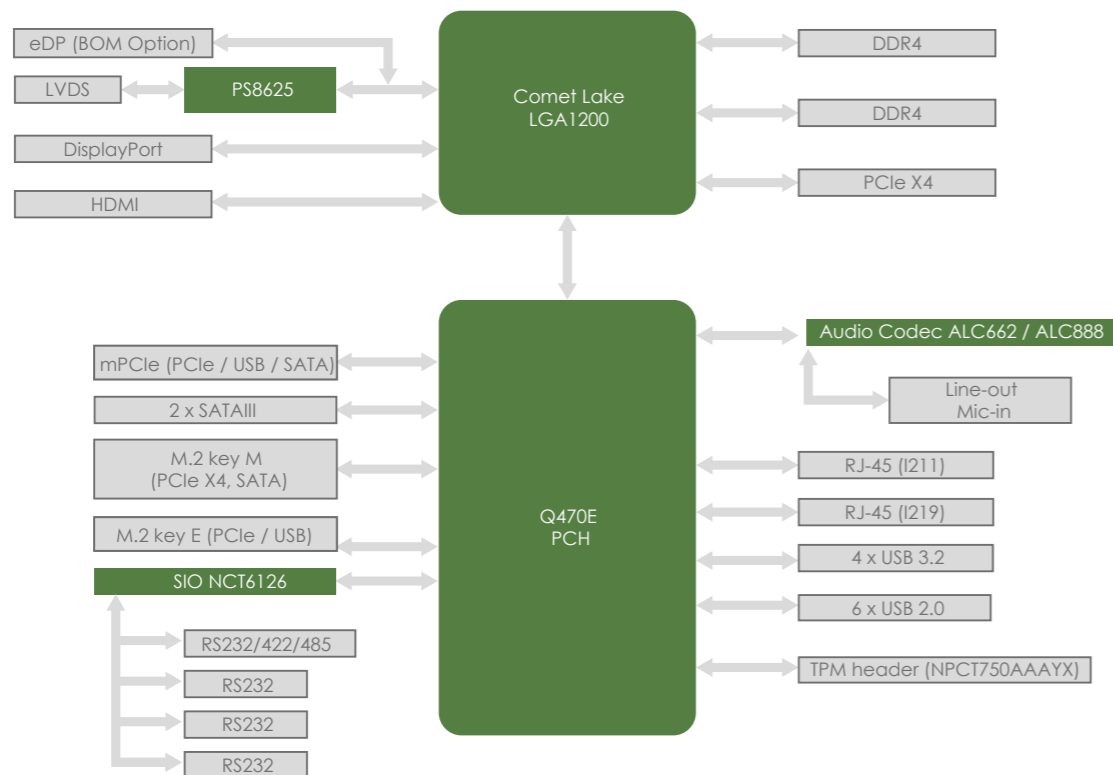 eDP (BOM Option)
LVDS
PS8625
DisplayPort
HDMI
Comet Lake
LGA1200
DDR4
DDR4
PCIe X4
mPCIe (PCIe / USB / SATA)
2 x SATAIII
M.2 key M
(PCIe X4, SATA)
M.2 key E (PCIe / USB)
SIO NCT6126
RS232/422/485
RS232
RS232
RS232
Q470E
PCH
Audio Codec ALC662 / ALC888
Line-out
Mic-in
RJ-45 (I211)
RJ-45 (I219)
4 x USB 3.2
6 x USB 2.0
TPM header (NPCT750AAAYX)